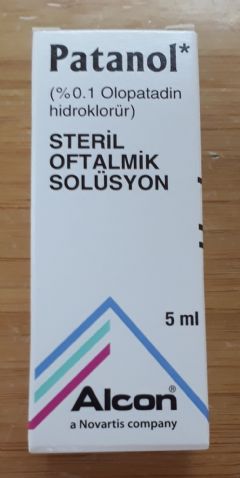 Patanol*
(%0.1 Olopatadin
hidroklorür)
STERİL
OFTALMİK
SOLÜSYON
5 ml
Alcon®
a Novartis company